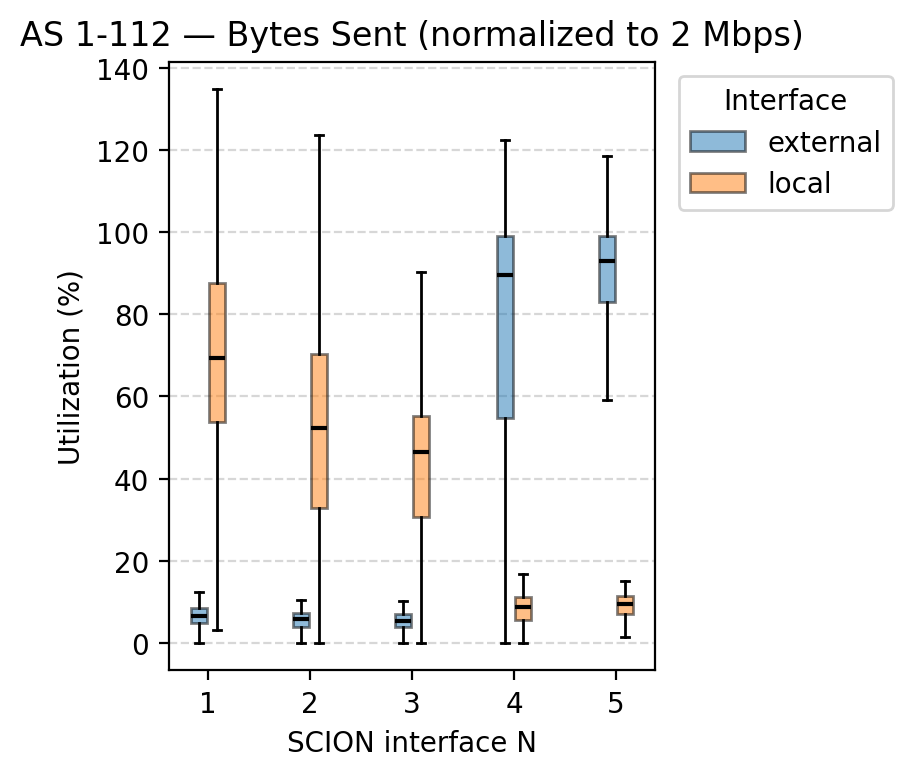 AS 1-112 — Bytes Sent (normalized to 2 Mbps)
Interface
external
local
Utilization (%)
140
120
100
80
60
40
20
0
1 2 3 4 5
SCION interface N